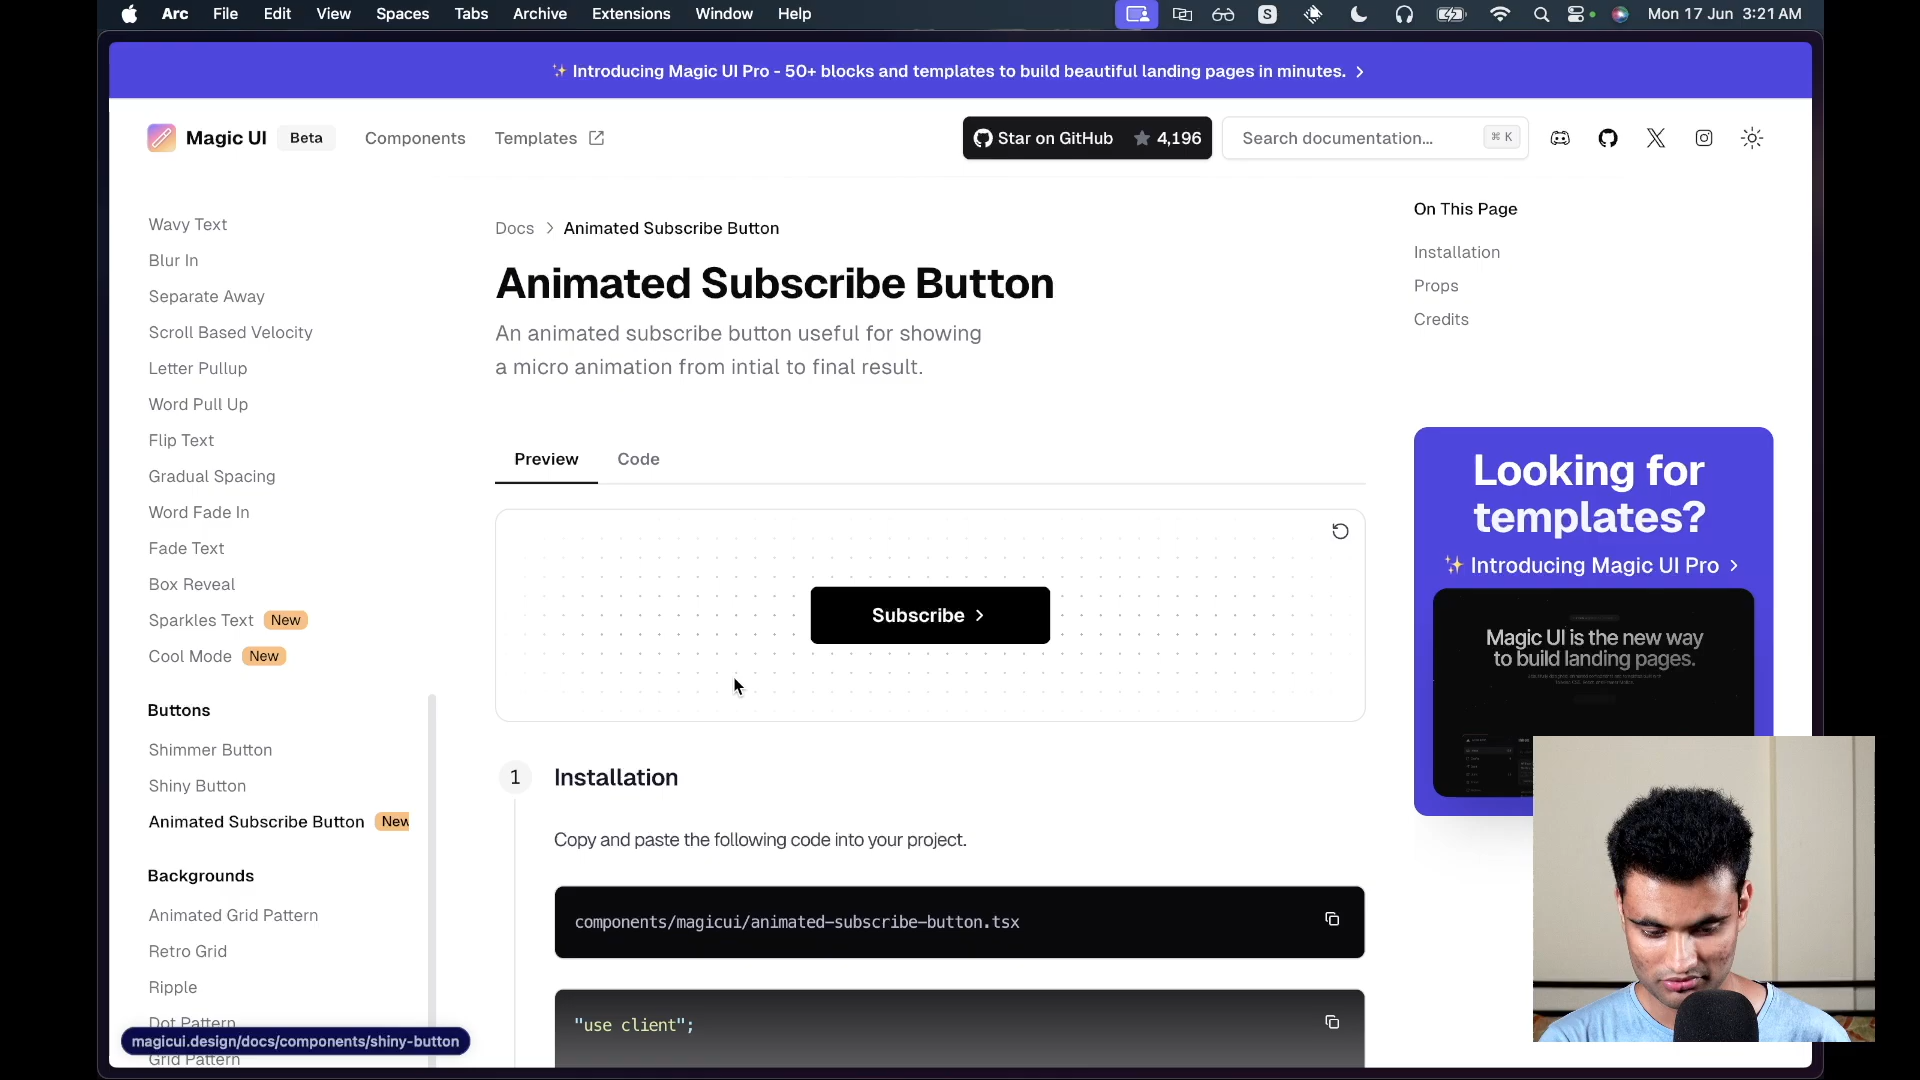 Arc File Edit View Spaces Tabs Archive Extensions Window Help S Mon 17 Jun 3:21 AM
✨ Introducing Magic UI Pro - 50+ blocks and templates to build beautiful landing pages in minutes. >
Magic UI Beta Components Templates Star on GitHub ★ 4,196 Search documentation... ⌘ K
Wavy Text
Blur In
Separate Away
Scroll Based Velocity
Letter Pullup
Word Pull Up
Flip Text
Gradual Spacing
Word Fade In
Fade Text
Box Reveal
Sparkles Text New
Cool Mode New
Buttons
Shimmer Button
Shiny Button
Animated Subscribe Button New
Backgrounds
Animated Grid Pattern
Retro Grid
Ripple
Dot Pattern
Grid Pattern
magicui.design/docs/components/shiny-button
Docs > Animated Subscribe Button
Animated Subscribe Button
An animated subscribe button useful for showing
a micro animation from intial to final result.
Preview Code
Subscribe >
1 Installation
Copy and paste the following code into your project.
components/magicui/animated-subscribe-button.tsx
"use client";
On This Page
Installation
Props
Credits
Looking for
templates?
✨ Introducing Magic UI Pro >
Magic UI is the new way
to build landing pages.